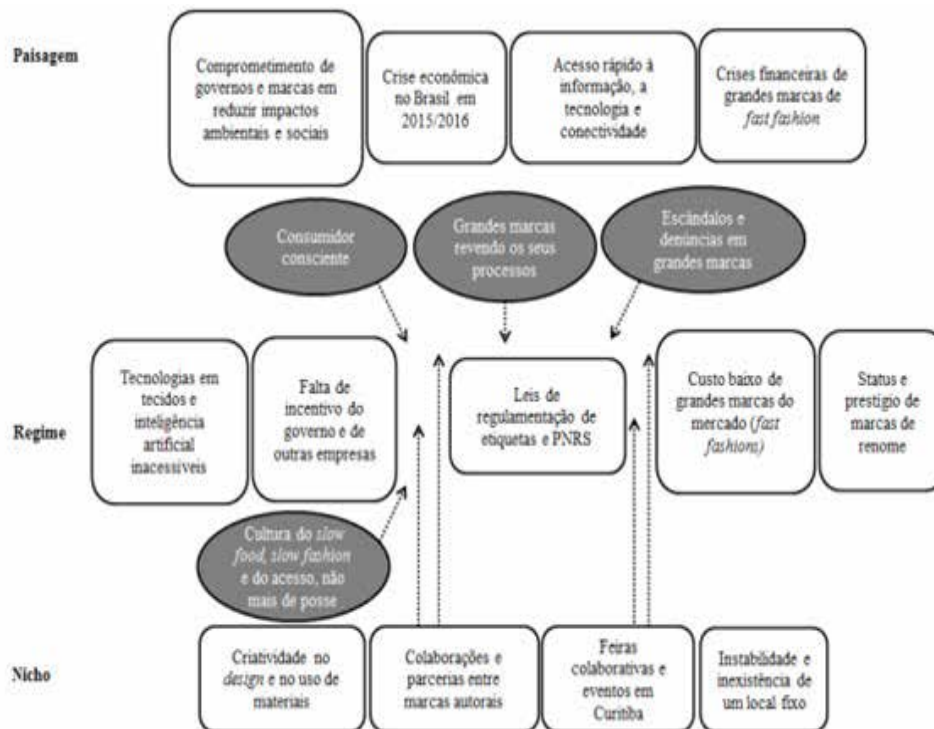 Paisagem
Comprometimento de
governos e marcas em
reduzir impactos
ambientais e sociais
Crise econômica
no Brasil em
2015/2016
Acesso rápido à
informação, a
tecnologia e
conectividade
Crises financeiras de
grandes marcas de
fast fashion
Consumidor
consciente
Grandes marcas
revendo os seus
processos
Escândalos e
denúncias em
grandes marcas
Regime
Tecnologias em
tecidos e
inteligência
artificial
inacessíveis
Falta de
incentivo do
governo e de
outras empresas
Leis de
regulamentação de
etiquetas e PNRS
Custo baixo de
grandes marcas do
mercado (fast
fashions)
Status e
prestígio de
marcas de
renome
Cultura do slow
food, slow fashion
e do acesso, não
mais de posse
Nicho
Criatividade no
design e no uso de
materiais
Colaborações e
parcerias entre
marcas autorais
Feiras
colaborativas e
eventos em
Curitiba
Instabilidade e
inexistência de
um local fixo